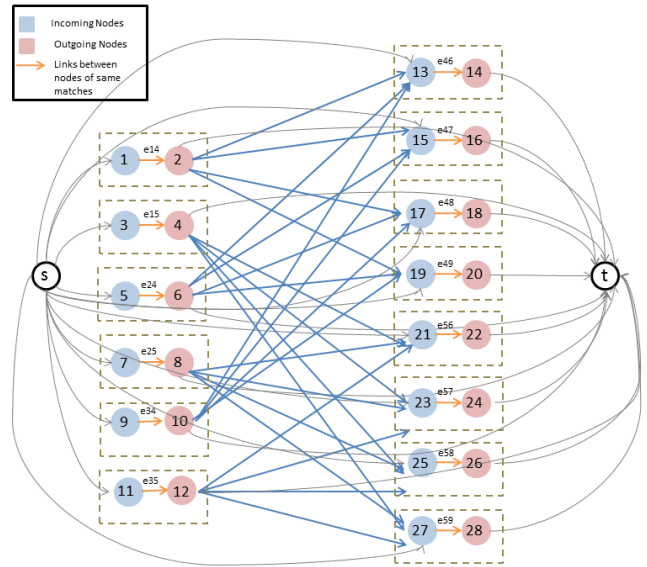 Incoming Nodes
Outgoing Nodes
Links between
nodes of same
matches
s
t
e14
1
2
e15
3
4
e24
5
6
e25
7
8
e34
9
10
e35
11
12
e46
13
14
e47
15
16
e48
17
18
e49
19
20
e56
21
22
e57
23
24
e58
25
26
e59
27
28